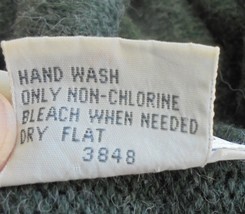 HAND WASH
ONLY NON-CHLORINE
BLEACH WHEN NEEDED
DRY FLAT
3848